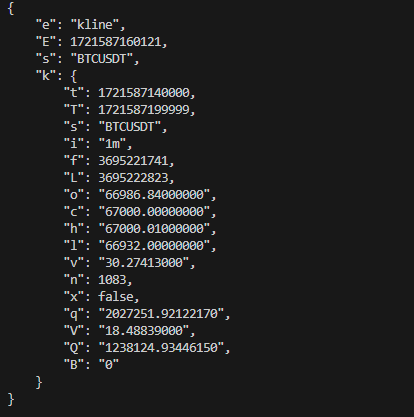 {
    "e": "kline",
    "E": 1721587160121,
    "s": "BTCUSDT",
    "k": {
        "t": 1721587140000,
        "T": 1721587199999,
        "s": "BTCUSDT",
        "i": "1m",
        "f": 3695221741,
        "L": 3695222823,
        "o": "66986.84000000",
        "c": "67000.00000000",
        "h": "67000.01000000",
        "l": "66932.00000000",
        "v": "30.27413000",
        "n": 1083,
        "x": false,
        "q": "2027251.92122170",
        "V": "18.48839000",
        "Q": "1238124.93446150",
        "B": "0"
    }
}